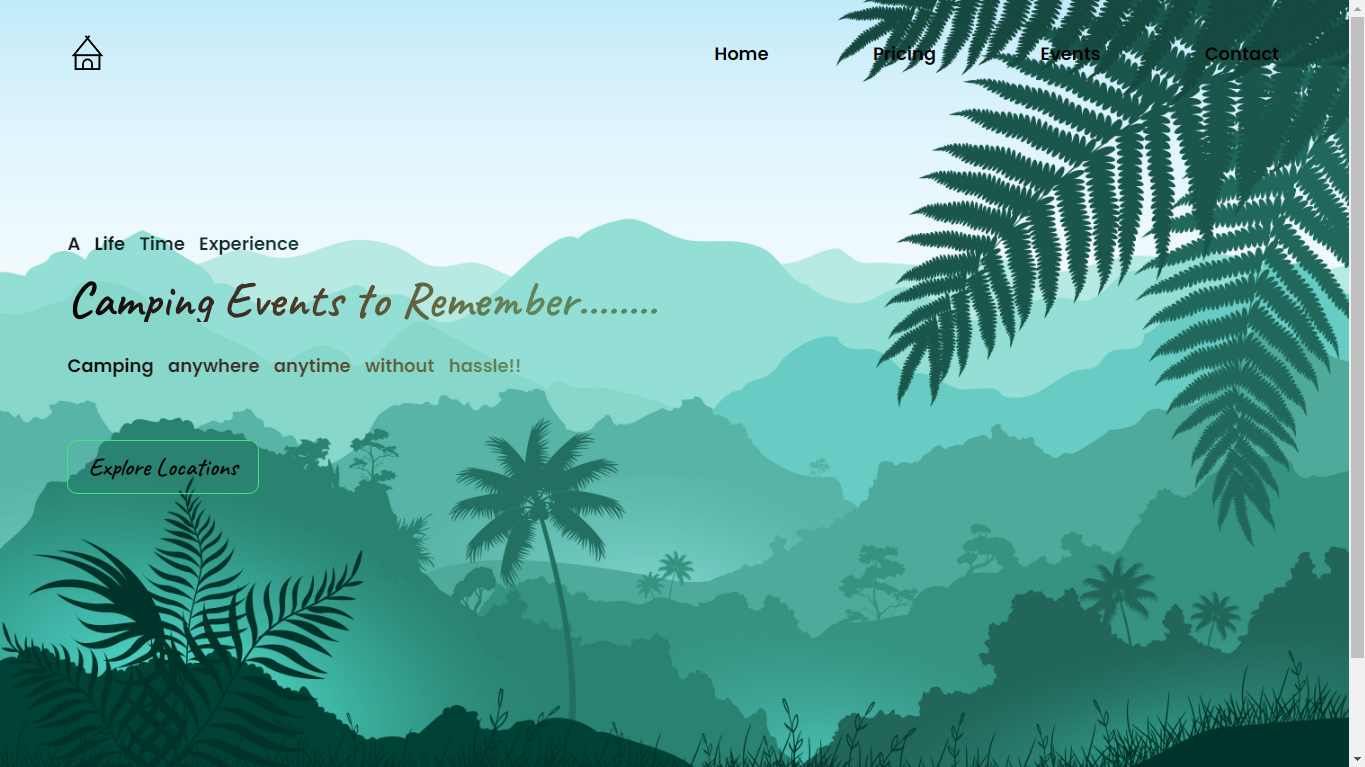 Home Pricing Events Contact
A Life Time Experience
Camping Events to Remember........
Camping anywhere anytime without hassle!!
Explore Locations